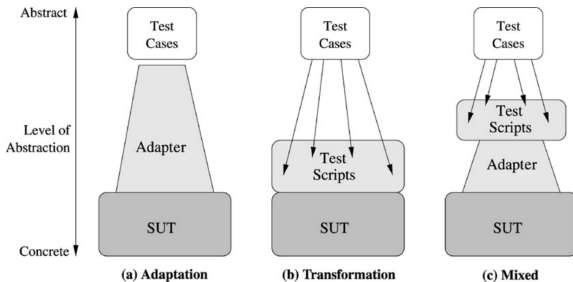 Abstract
Level of
Abstraction
Concrete
Test
Cases
Adapter
SUT
(a) Adaptation
Test
Cases
Test
Scripts
SUT
(b) Transformation
Test
Cases
Test
Scripts
Adapter
SUT
(c) Mixed